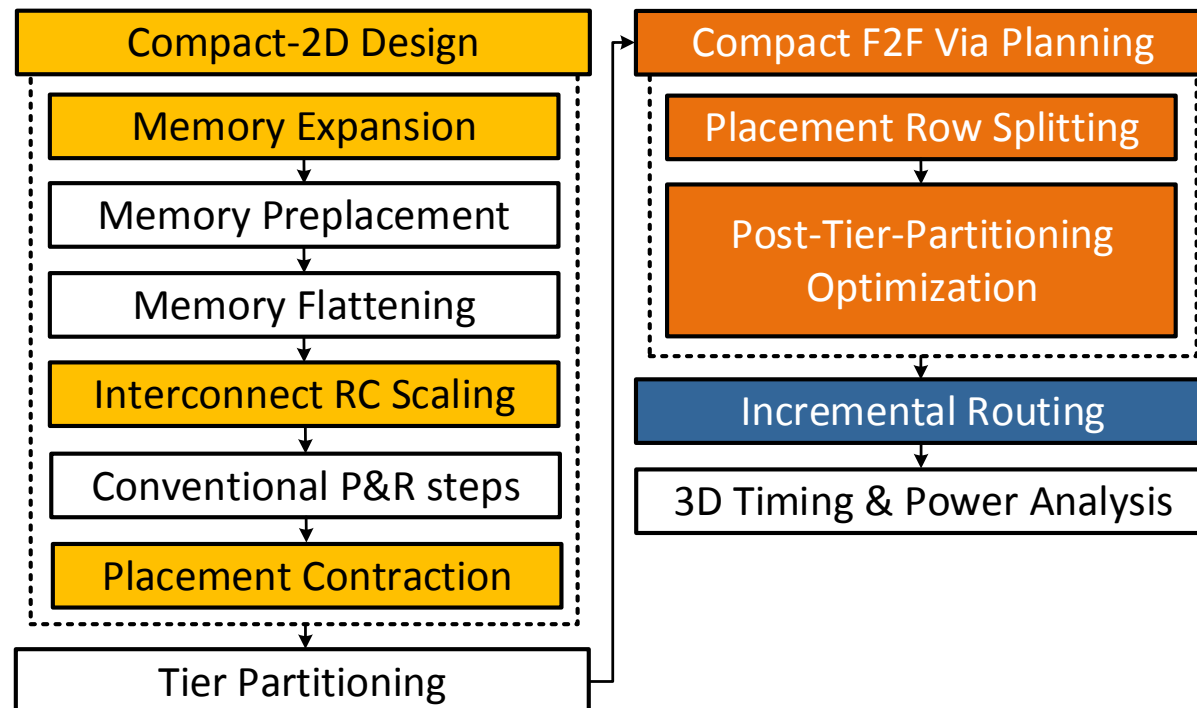 Compact-2D Design
Memory Expansion
Memory Preplacement
Memory Flattening
Interconnect RC Scaling
Conventional P&R steps
Placement Contraction
Tier Partitioning
Compact F2F Via Planning
Placement Row Splitting
Post-Tier-Partitioning
Optimization
Incremental Routing
3D Timing & Power Analysis